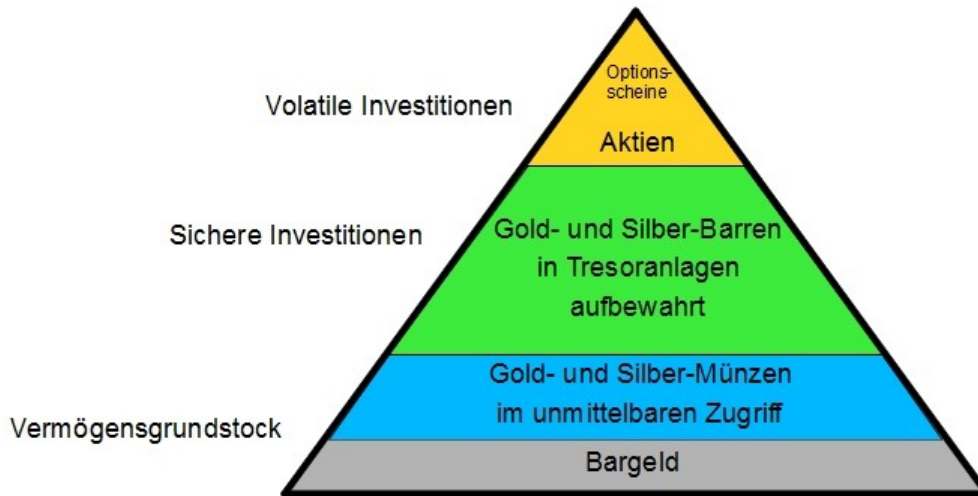 Options-
scheine
Volatile Investitionen
Aktien
Sichere Investitionen
Gold- und Silber-Barren
in Tresoranlagen
aufbewahrt
Gold- und Silber-Münzen
im unmittelbaren Zugriff
Vermögensgrundstock
Bargeld